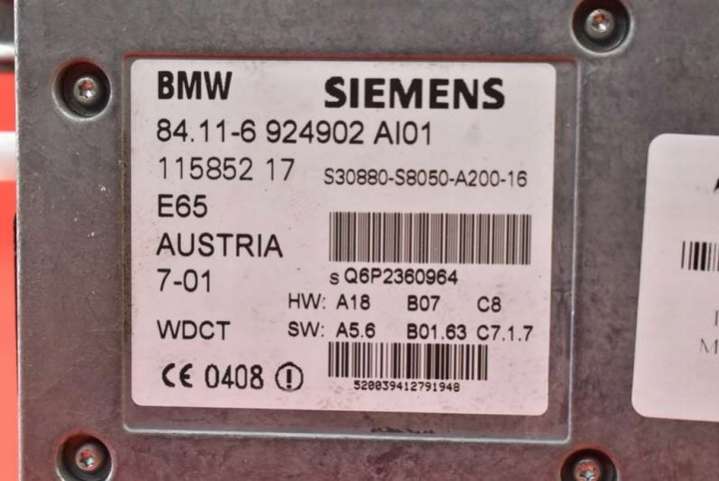 BMW SIEMENS
84.11-6 924902 AI01
115852 17 S30880-S8050-A200-16
E65
AUSTRIA
7-01 S Q6P2360964
HW: A18 B07 C8
WDCT SW: A5.6 B01.63 C7.1.7
CE 0408
520039412791948